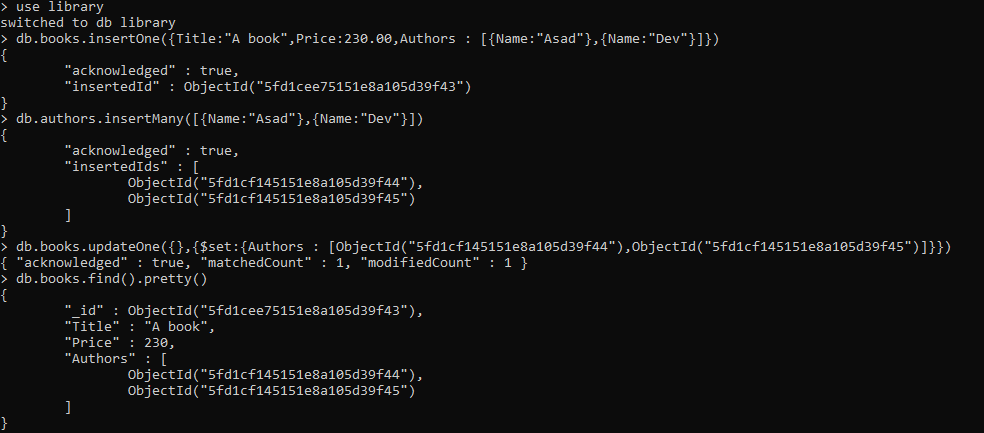 > use library
switched to db library
> db.books.insertOne({Title:"A book",Price:230.00,Authors : [{Name:"Asad"},{Name:"Dev"}]})
{
        "acknowledged" : true,
        "insertedId" : ObjectId("5fd1cee75151e8a105d39f43")
}
> db.authors.insertMany([{Name:"Asad"},{Name:"Dev"}])
{
        "acknowledged" : true,
        "insertedIds" : [
                ObjectId("5fd1cf145151e8a105d39f44"),
                ObjectId("5fd1cf145151e8a105d39f45")
        ]
}
> db.books.updateOne({},{$set:{Authors : [ObjectId("5fd1cf145151e8a105d39f44"),ObjectId("5fd1cf145151e8a105d39f45")]}})
{ "acknowledged" : true, "matchedCount" : 1, "modifiedCount" : 1 }
> db.books.find().pretty()
{
        "_id" : ObjectId("5fd1cee75151e8a105d39f43"),
        "Title" : "A book",
        "Price" : 230,
        "Authors" : [
                ObjectId("5fd1cf145151e8a105d39f44"),
                ObjectId("5fd1cf145151e8a105d39f45")
        ]
}